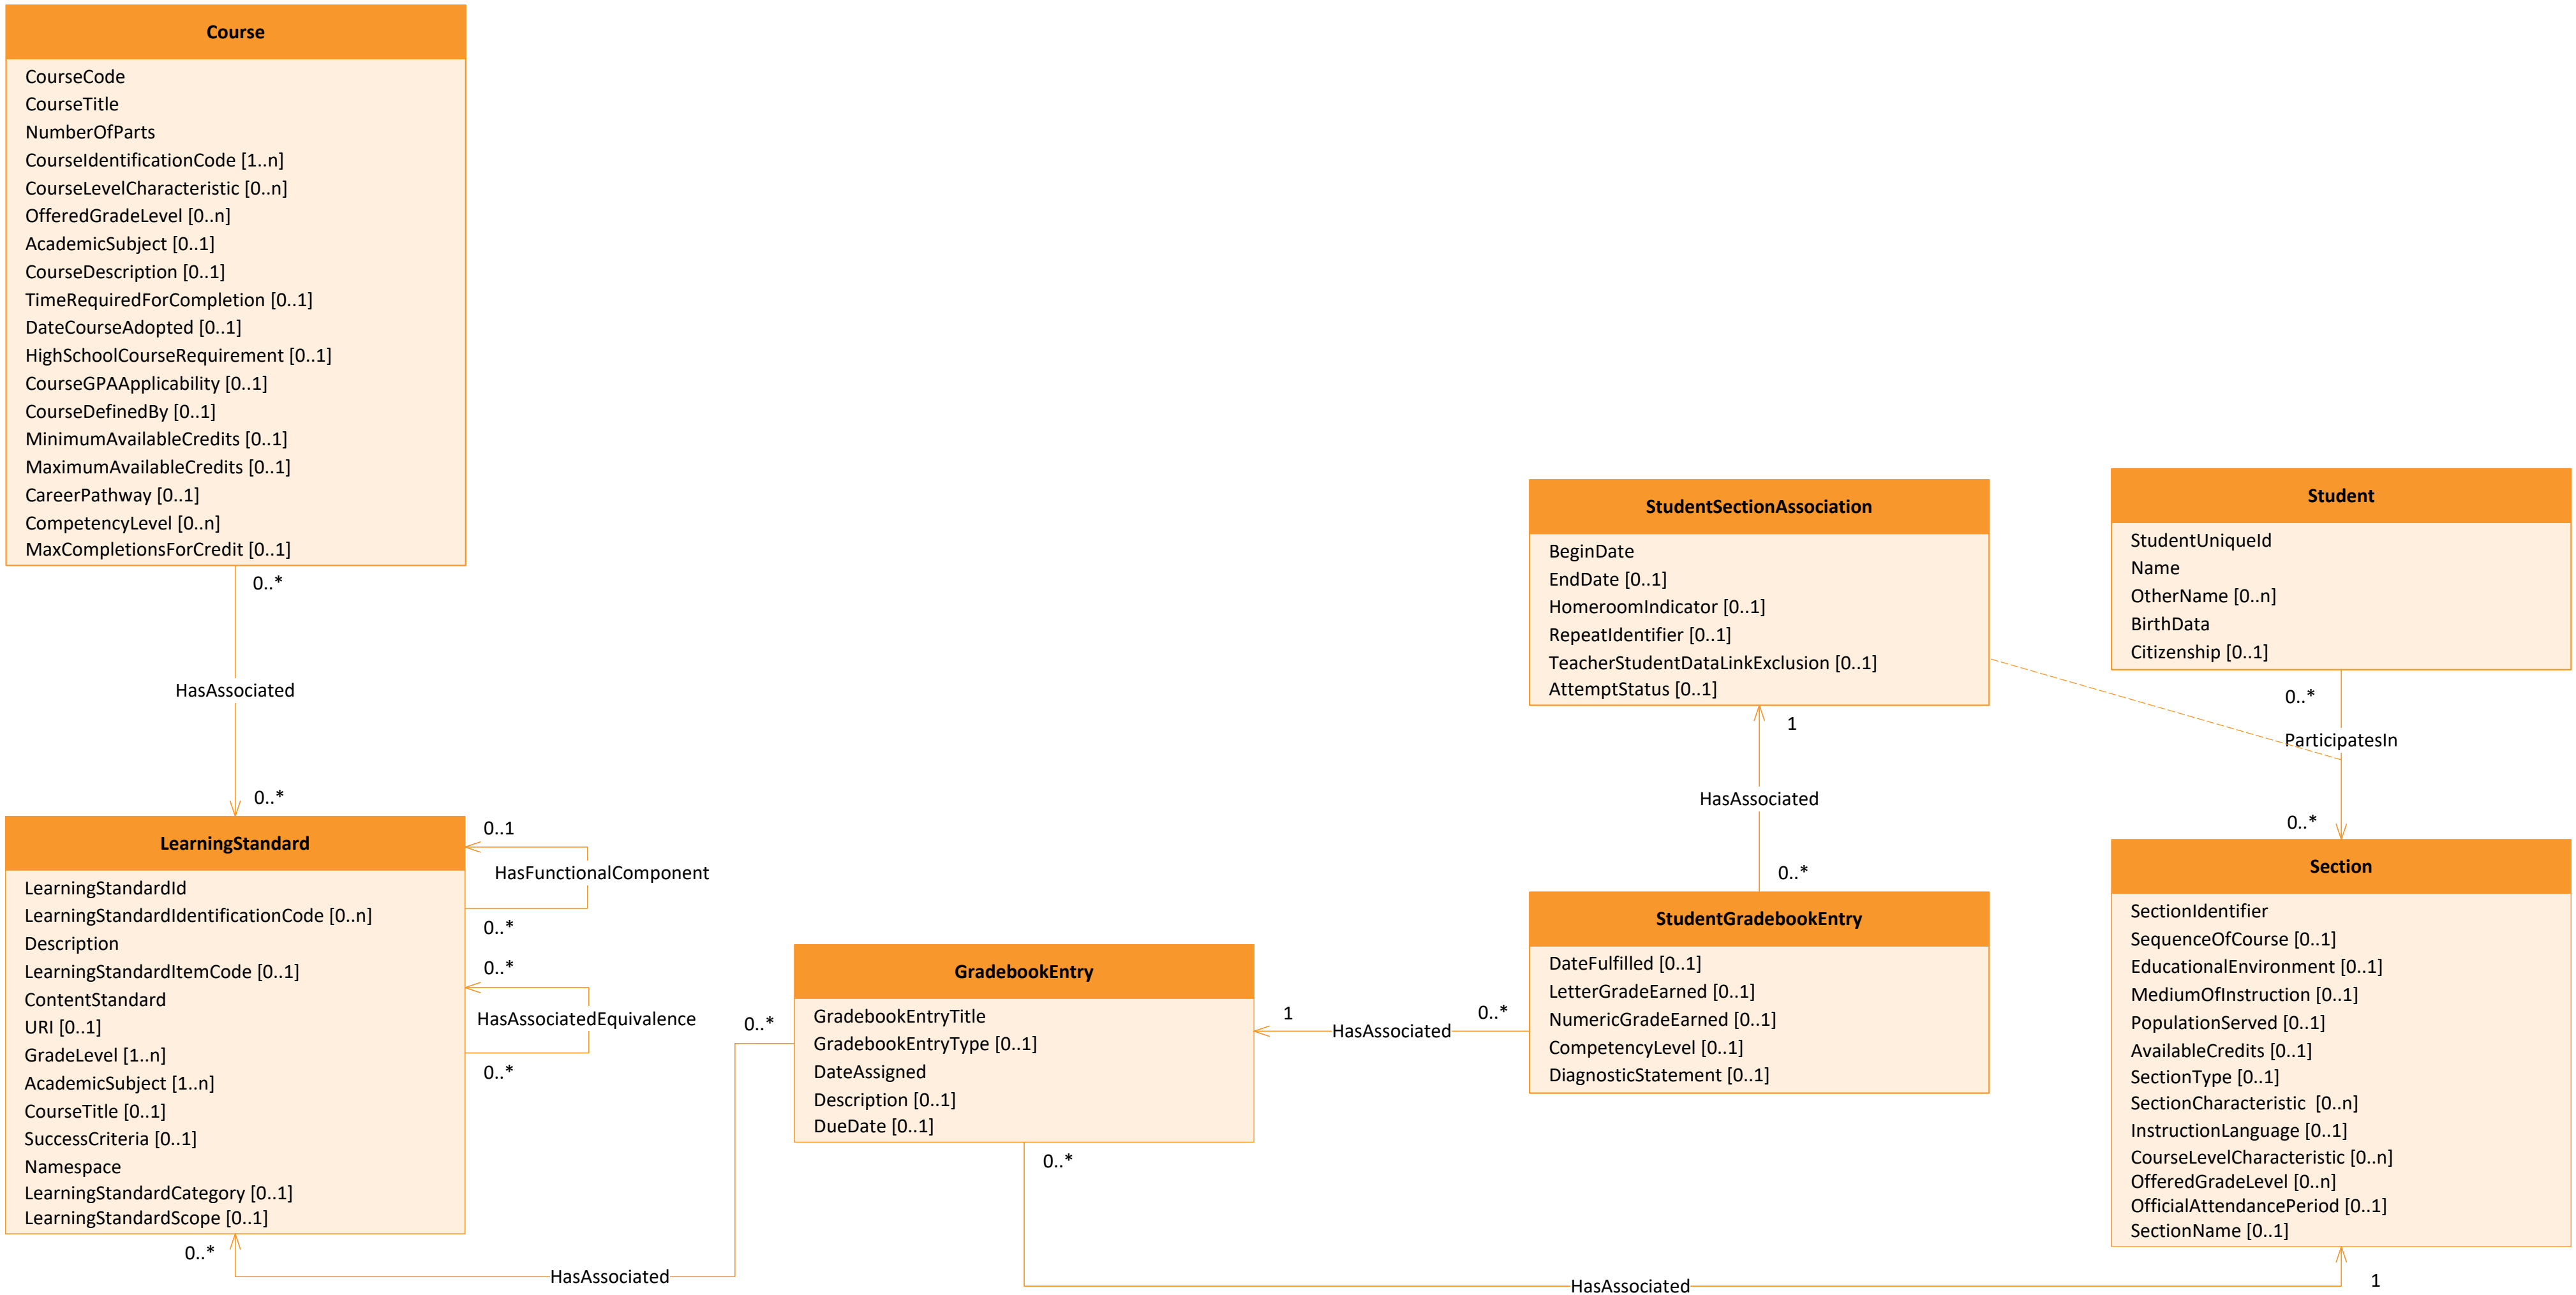 Course
CourseCode
CourseTitle
NumberOfParts
CourseIdentificationCode [1..n]
CourseLevelCharacteristic [0..n]
OfferedGradeLevel [0..n]
AcademicSubject [0..1]
CourseDescription [0..1]
TimeRequiredForCompletion [0..1]
DateCourseAdopted [0..1]
HighSchoolCourseRequirement [0..1]
CourseGPAApplicability [0..1]
CourseDefinedBy [0..1]
MinimumAvailableCredits [0..1]
MaximumAvailableCredits [0..1]
CareerPathway [0..1]
CompetencyLevel [0..n]
MaxCompletionsForCredit [0..1]
0..*
HasAssociated
0..*
LearningStandard
LearningStandardId
LearningStandardIdentificationCode [0..n]
Description
LearningStandardItemCode [0..1]
ContentStandard
URI [0..1]
GradeLevel [1..n]
AcademicSubject [1..n]
CourseTitle [0..1]
SuccessCriteria [0..1]
Namespace
LearningStandardCategory [0..1]
LearningStandardScope [0..1]
0..1
HasFunctionalComponent
0..*
0..*
HasAssociatedEquivalence
0..*
0..*
HasAssociated
0..*
GradebookEntry
GradebookEntryTitle
GradebookEntryType [0..1]
DateAssigned
Description [0..1]
DueDate [0..1]
0..*
HasAssociated
1
1
HasAssociated
0..*
StudentSectionAssociation
BeginDate
EndDate [0..1]
HomeroomIndicator [0..1]
RepeatIdentifier [0..1]
TeacherStudentDataLinkExclusion [0..1]
AttemptStatus [0..1]
1
HasAssociated
0..*
StudentGradebookEntry
DateFulfilled [0..1]
LetterGradeEarned [0..1]
NumericGradeEarned [0..1]
CompetencyLevel [0..1]
DiagnosticStatement [0..1]
Student
StudentUniqueId
Name
OtherName [0..n]
BirthData
Citizenship [0..1]
0..*
ParticipatesIn
0..*
Section
SectionIdentifier
SequenceOfCourse [0..1]
EducationalEnvironment [0..1]
MediumOfInstruction [0..1]
PopulationServed [0..1]
AvailableCredits [0..1]
SectionType [0..1]
SectionCharacteristic [0..n]
InstructionLanguage [0..1]
CourseLevelCharacteristic [0..n]
OfferedGradeLevel [0..n]
OfficialAttendancePeriod [0..1]
SectionName [0..1]